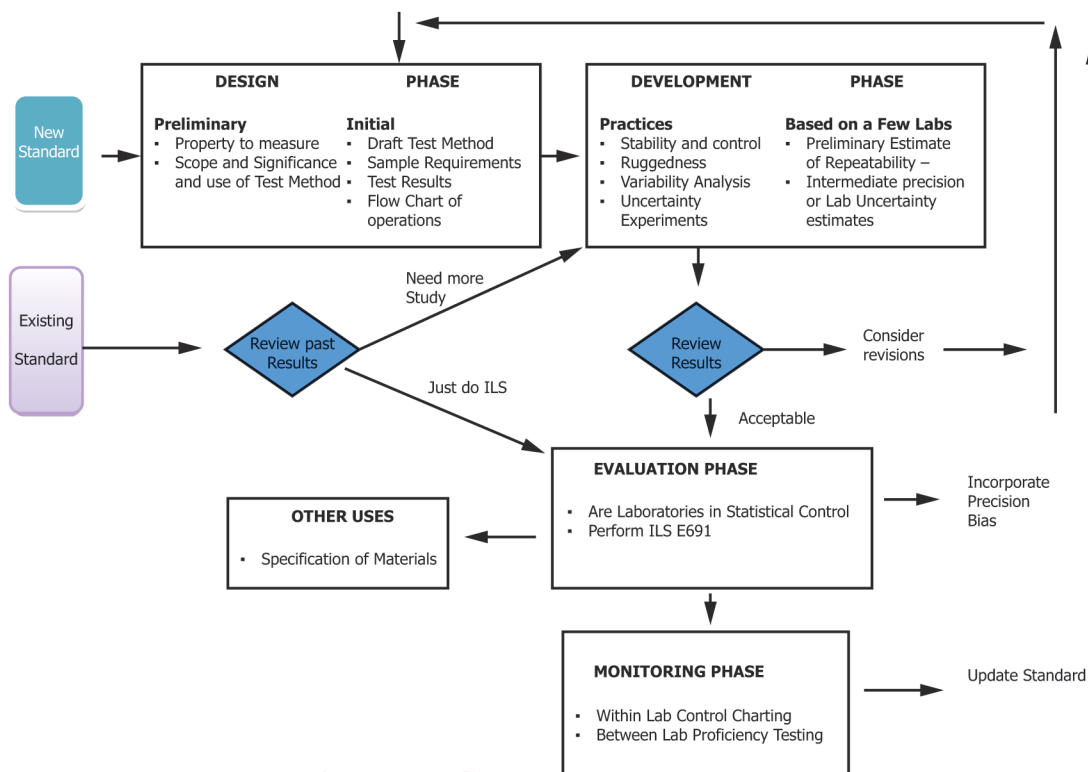 DESIGN PHASE
Preliminary
▪ Property to measure
▪ Scope and Significance
and use of Test Method
Initial
▪ Draft Test Method
▪ Sample Requirements
▪ Test Results
▪ Flow Chart of
operations
DEVELOPMENT PHASE
Practices
▪ Stability and control
▪ Ruggedness
▪ Variability Analysis
▪ Uncertainty
Experiments
Based on a Few Labs
▪ Preliminary Estimate
of Repeatability –
▪ Intermediate precision
or Lab Uncertainty
estimates
New
Standard
Need more
Study
Existing
Standard
Review past
Results
Review
Results
Consider
revisions
Just do ILS
Acceptable
EVALUATION PHASE
▪ Are Laboratories in Statistical Control
▪ Perform ILS E691
Incorporate
Precision
Bias
OTHER USES
▪ Specification of Materials
MONITORING PHASE
▪ Within Lab Control Charting
▪ Between Lab Proficiency Testing
Update Standard